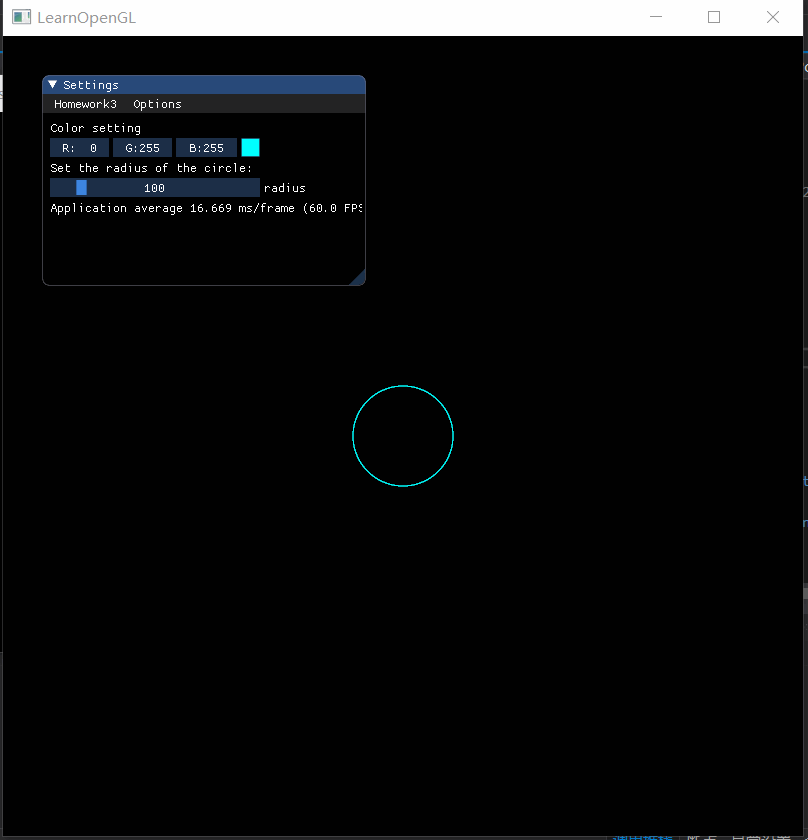 LearnOpenGL
Settings
Homework3 Options
Color setting
R: 0 G:255 B:255
Set the radius of the circle:
100 radius
Application average 16.669 ms/frame (60.0 FPS